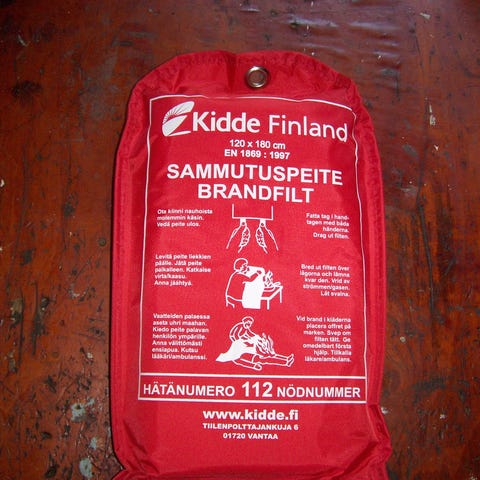 Kidde Finland
120 x 180 cm
EN 1869 : 1997
SAMMUTUSPEITE
BRANDFILT
Ota kiinni nauhoista
molemmin käsin.
Vedä peite ulos.
Fatta tag i hand-
tagen med båda
händerna.
Drag ut filten.
Levitä peite liekkien
päälle. Jätä peite
paikalleen. Katkaise
virta/kaasu.
Anna jäähtyä.
Bred ut filten över
lågorna och lämna
kvar den. Vrid av
strömmen/gasen.
Låt svalna.
Vaatteiden palaessa
aseta uhri maahan.
Kiedo peite palavan
henkilön ympärille.
Anna välittömästi
ensiapua. Kutsu
lääkäri/ambulanssi.
Vid brand i kläderna
placera offret på
marken. Svep om
filten tätt. Ge
omedelbart första
hjälp. Tillkalla
läkare/ambulans.
HÄTÄNUMERO 112 NÖDNUMMER
www.kidde.fi
TIILENPOLTTAJANKUJA 6
01720 VANTAA